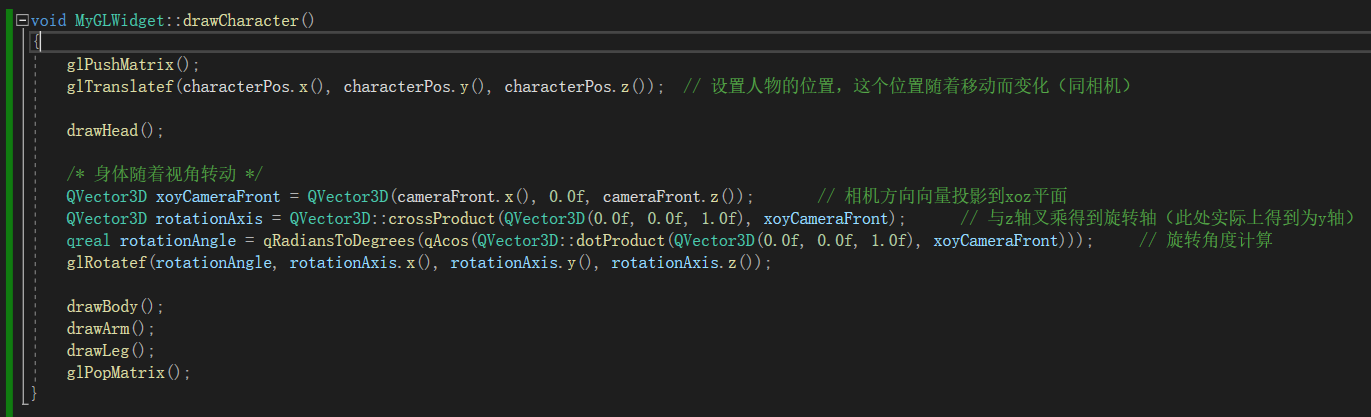 void MyGLWidget::drawCharacter()
{
glPushMatrix();
glTranslatef(characterPos.x(), characterPos.y(), characterPos.z());  // 设置人物的位置，这个位置随着移动而变化（同相机）
drawHead();
/* 身体随着视角转动 */
QVector3D xoyCameraFront = QVector3D(cameraFront.x(), 0.0f, cameraFront.z());       // 相机方向向量投影到xoz平面
QVector3D rotationAxis = QVector3D::crossProduct(QVector3D(0.0f, 0.0f, 1.0f), xoyCameraFront);      // 与z轴叉乘得到旋转轴（此处实际上得到为y轴）
qreal rotationAngle = qRadiansToDegrees(qAcos(QVector3D::dotProduct(QVector3D(0.0f, 0.0f, 1.0f), xoyCameraFront)));     // 旋转角度计算
glRotatef(rotationAngle, rotationAxis.x(), rotationAxis.y(), rotationAxis.z());
drawBody();
drawArm();
drawLeg();
glPopMatrix();
}